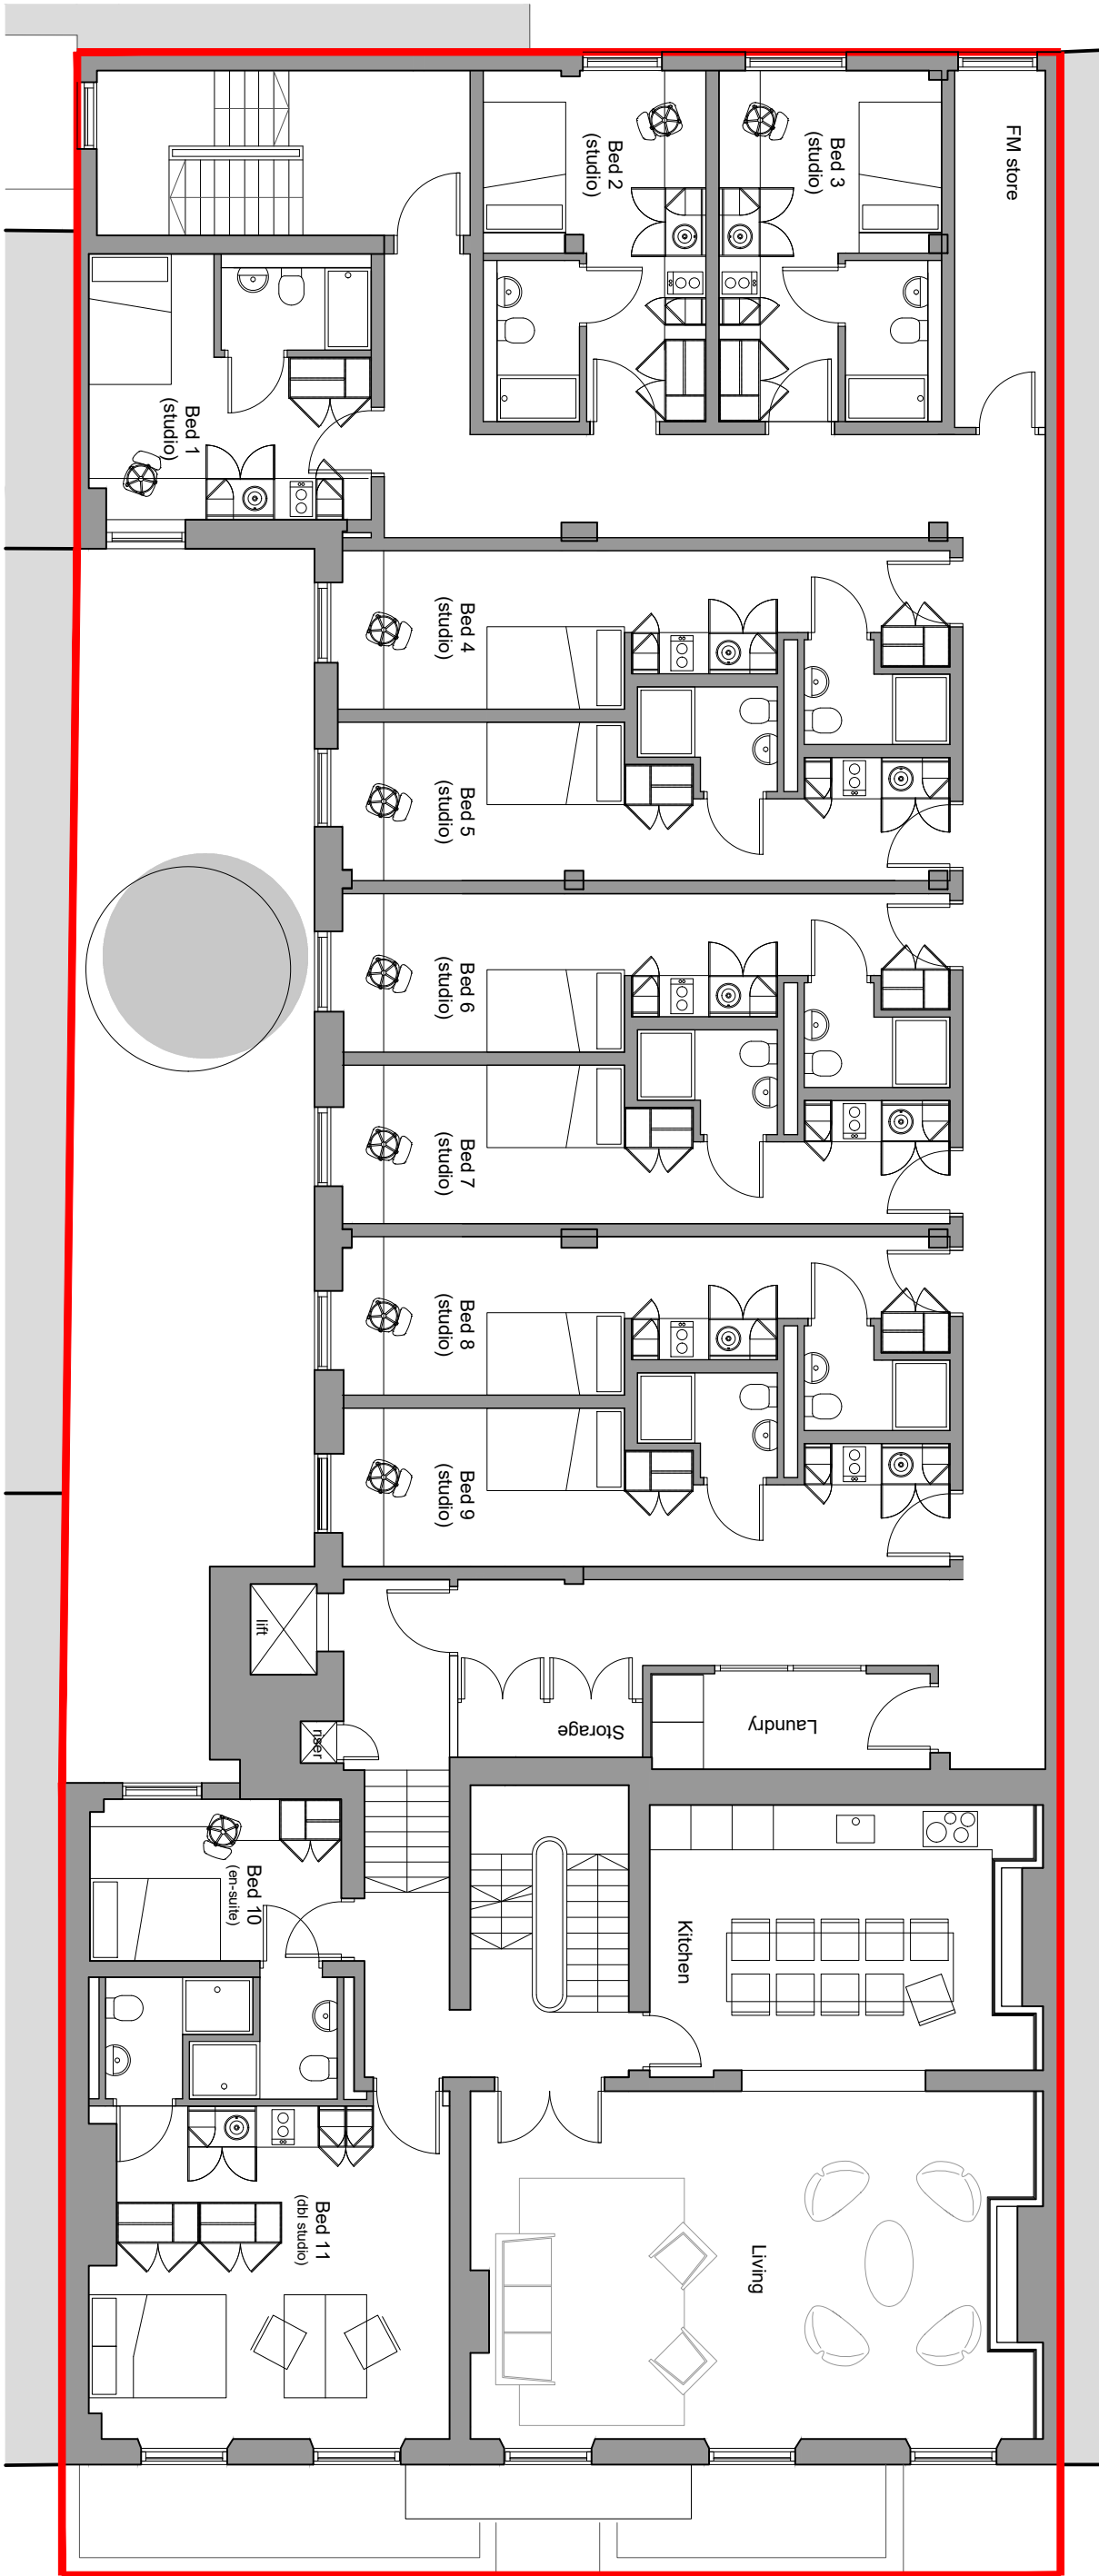 FM store
Bed 3
(studio)
Bed 2
(studio)
Bed 1
(studio)
Bed 4
(studio)
Bed 5
(studio)
Bed 6
(studio)
Bed 7
(studio)
Bed 8
(studio)
Bed 9
(studio)
lift
riser
Storage
Laundry
Bed 10
(en-suite)
Kitchen
Bed 11
(dbl studio)
Living